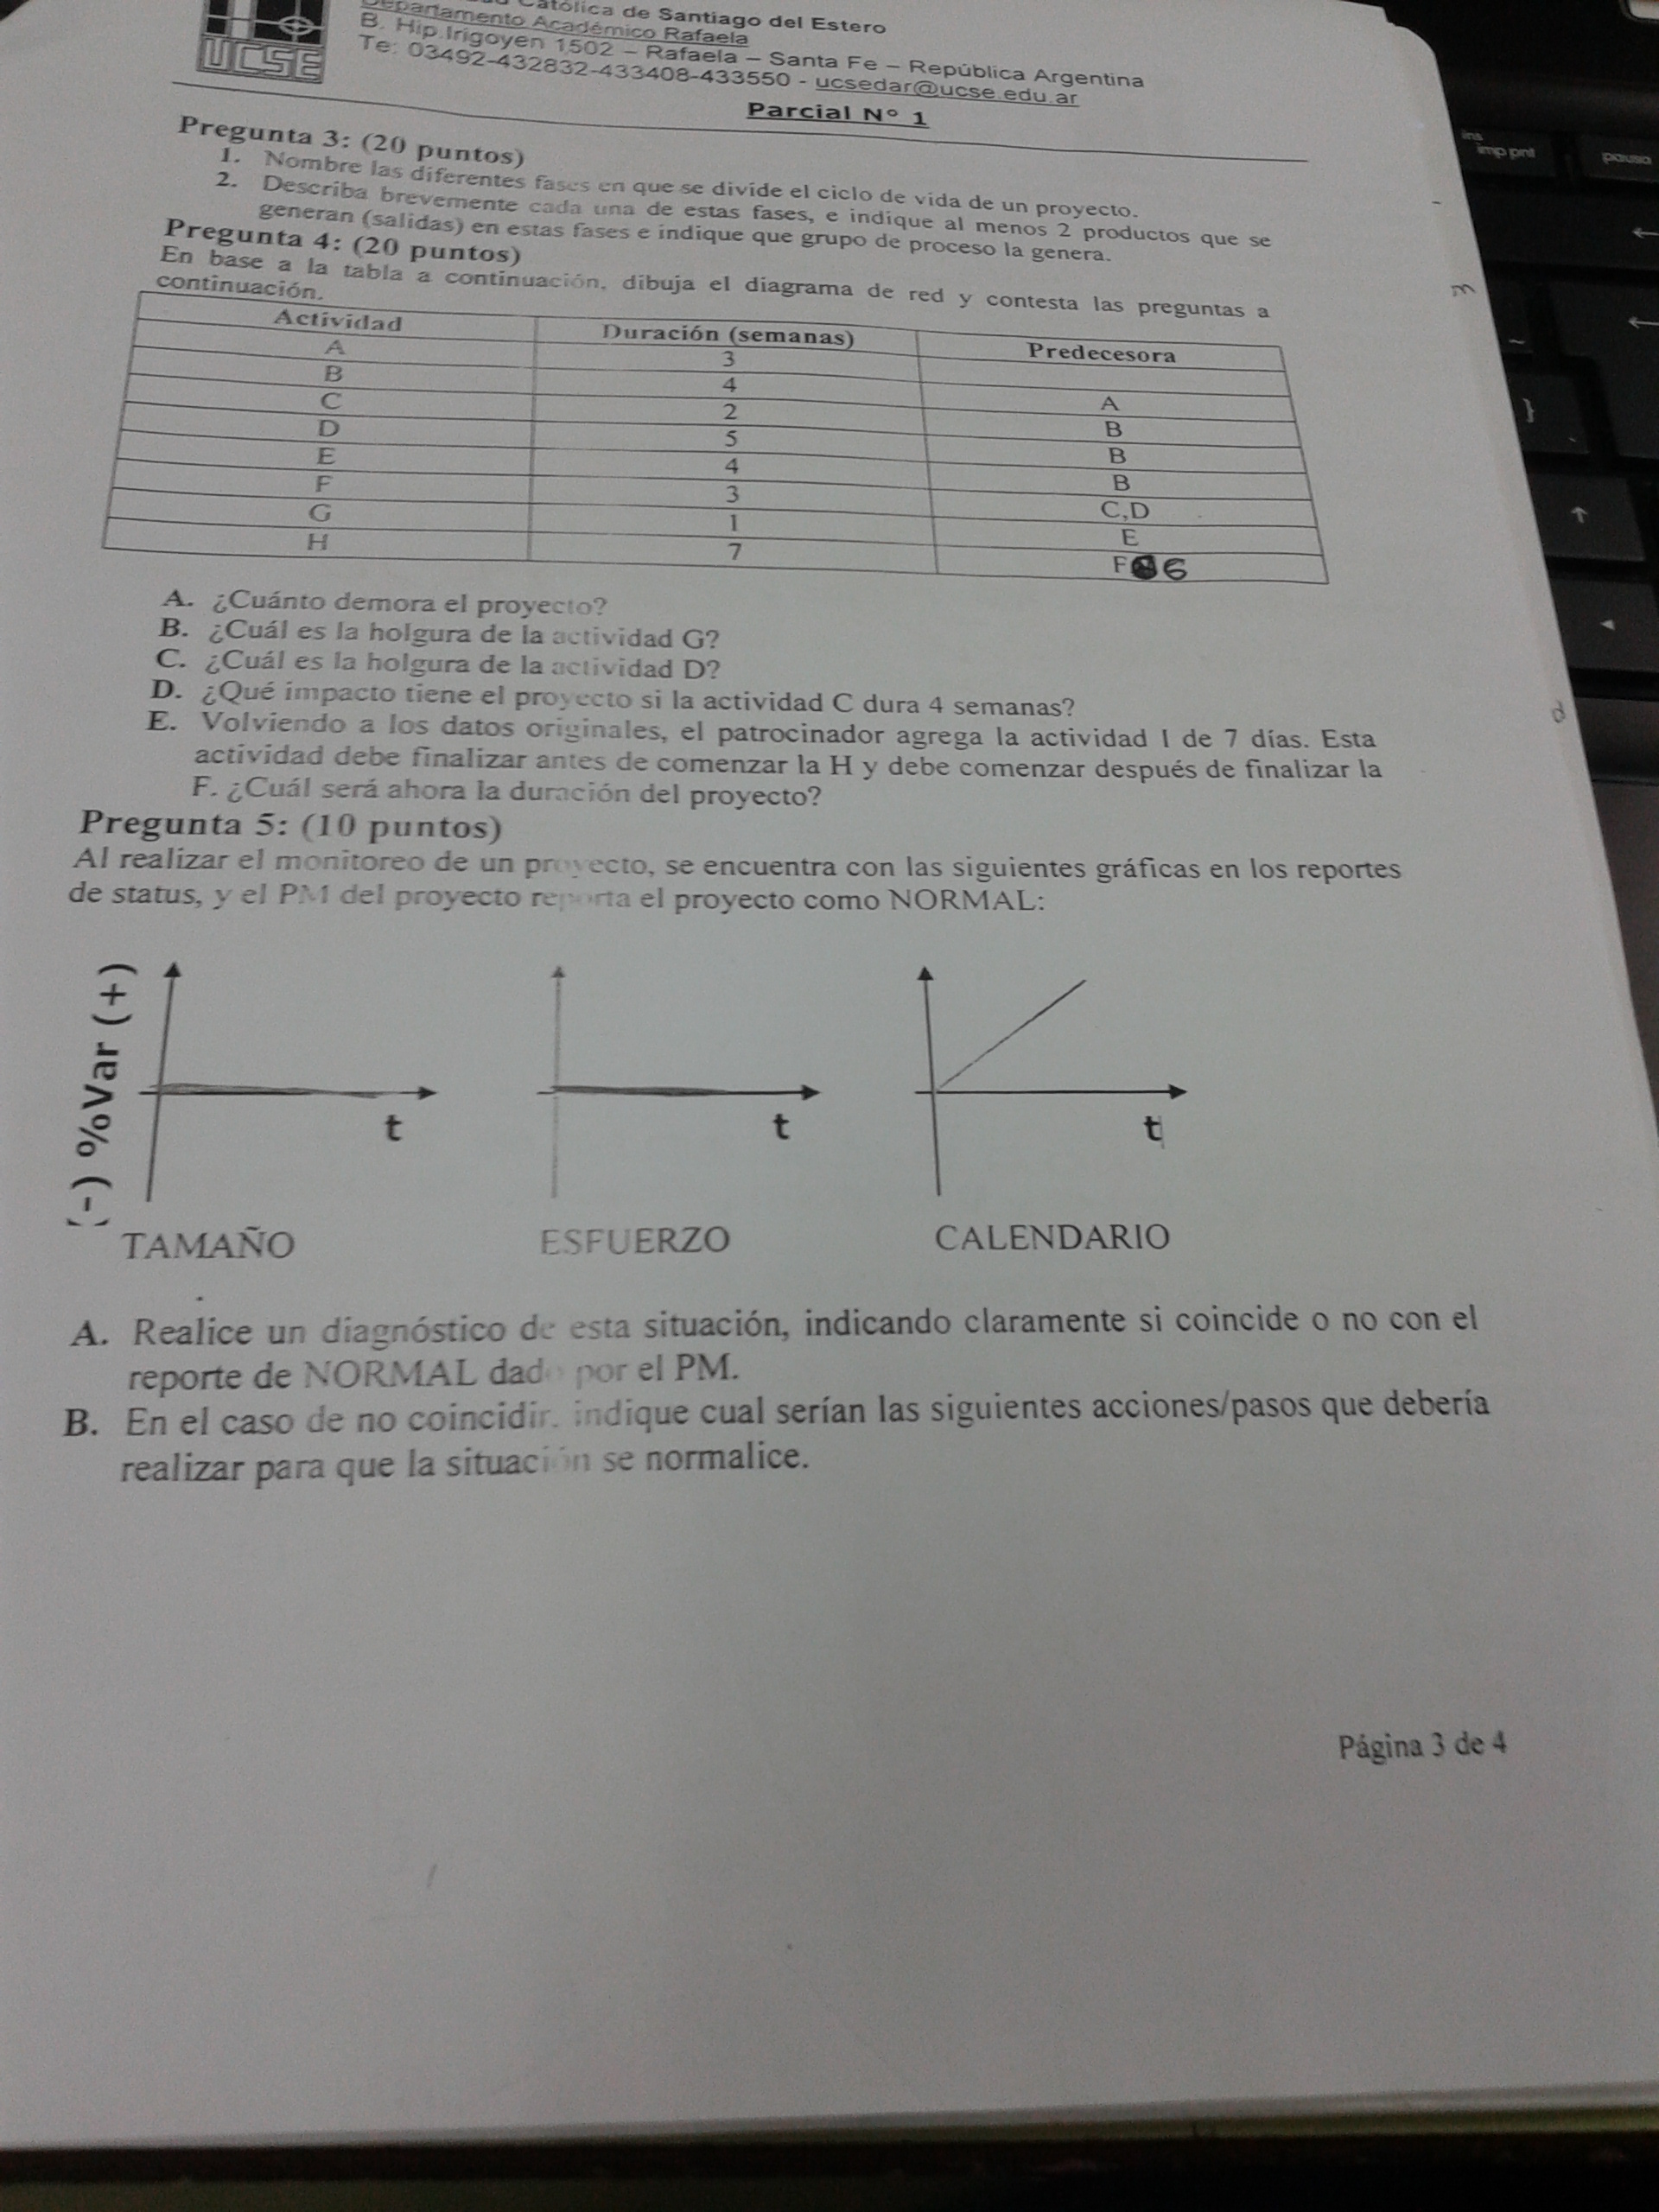 UCSE
Católica de Santiago del Estero
Departamento Académico Rafaela
B. Hip.Irigoyen 1502 – Rafaela – Santa Fe – República Argentina
Te: 03492-432832-433408-433550 - ucsedar@ucse.edu.ar
Parcial N° 1
Pregunta 3: (20 puntos)
1. Nombre las diferentes fases en que se divide el ciclo de vida de un proyecto.
2. Describa brevemente cada una de estas fases, e indique al menos 2 productos que se
generan (salidas) en estas fases e indique que grupo de proceso la genera.
Pregunta 4: (20 puntos)
En base a la tabla a continuación, dibuja el diagrama de red y contesta las preguntas a
continuación.
Actividad Duración (semanas) Predecesora
A 3
B 4 A
C 2 B
D 5 B
E 4 B
F 3 C,D
G 1 E
H 7 F G
A. ¿Cuánto demora el proyecto?
B. ¿Cuál es la holgura de la actividad G?
C. ¿Cuál es la holgura de la actividad D?
D. ¿Qué impacto tiene el proyecto si la actividad C dura 4 semanas?
E. Volviendo a los datos originales, el patrocinador agrega la actividad I de 7 días. Esta
actividad debe finalizar antes de comenzar la H y debe comenzar después de finalizar la
F. ¿Cuál será ahora la duración del proyecto?
Pregunta 5: (10 puntos)
Al realizar el monitoreo de un proyecto, se encuentra con las siguientes gráficas en los reportes
de status, y el PM del proyecto reporta el proyecto como NORMAL:
(-) %Var (+)
t t t
TAMAÑO ESFUERZO CALENDARIO
A. Realice un diagnóstico de esta situación, indicando claramente si coincide o no con el
reporte de NORMAL dado por el PM.
B. En el caso de no coincidir, indique cual serían las siguientes acciones/pasos que debería
realizar para que la situación se normalice.
Página 3 de 4
ins
imp pnt
pausa
}